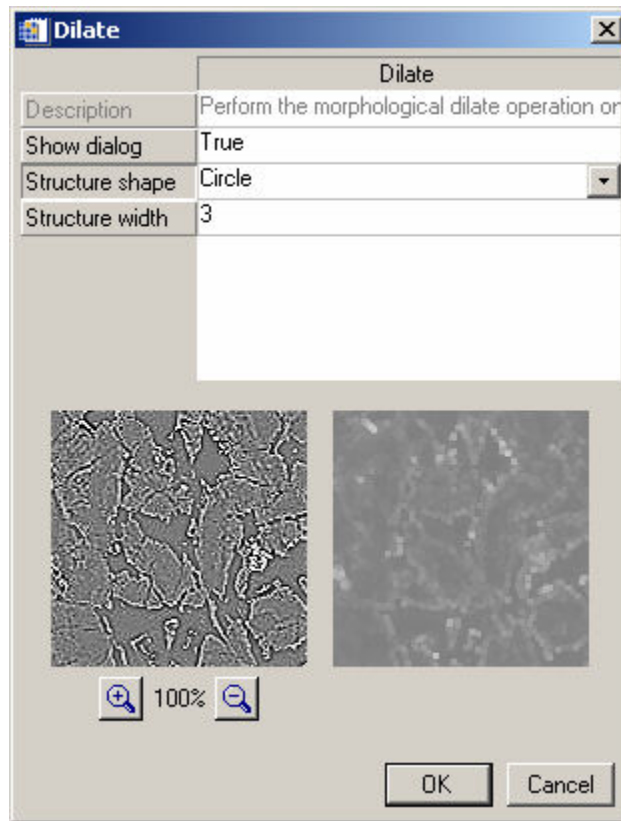 Dilate
Dilate
Description Perform the morphological dilate operation on
Show dialog True
Structure shape Circle
Structure width 3
100%
OK Cancel